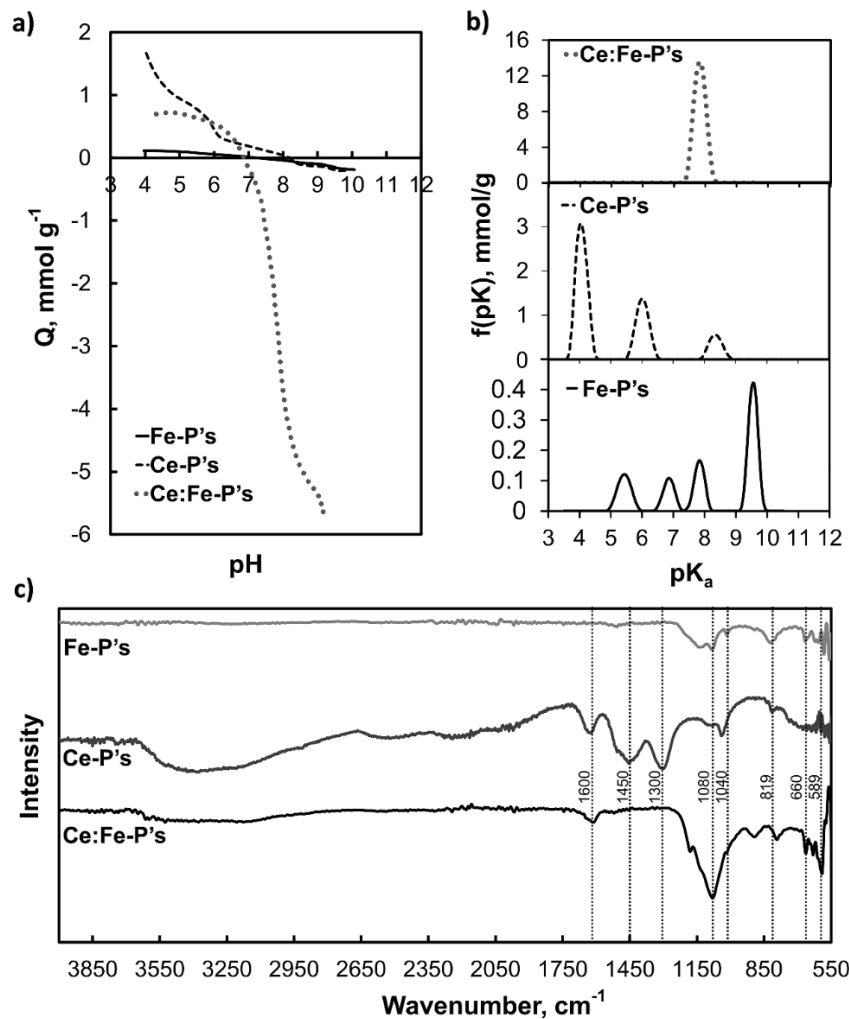 a)
2
1
0
-1
-2
-3
-4
-5
-6
3 4 5 6 7 8 9 10 11 12
Q, mmol g-1
Fe-P's
Ce-P's
Ce:Fe-P's
pH
b)
16
12
8
4
0
Ce:Fe-P's
3
2
1
0
Ce-P's
f(pK), mmol/g
0.4
0.3
0.2
0.1
0
Fe-P's
3 4 5 6 7 8 9 10 11 12
pKa
c)
Fe-P's
Ce-P's
Ce:Fe-P's
Intensity
1600
1450
1300
1080
1040
819
660
589
3850 3550 3250 2950 2650 2350 2050 1750 1450 1150 850 550
Wavenumber, cm-1